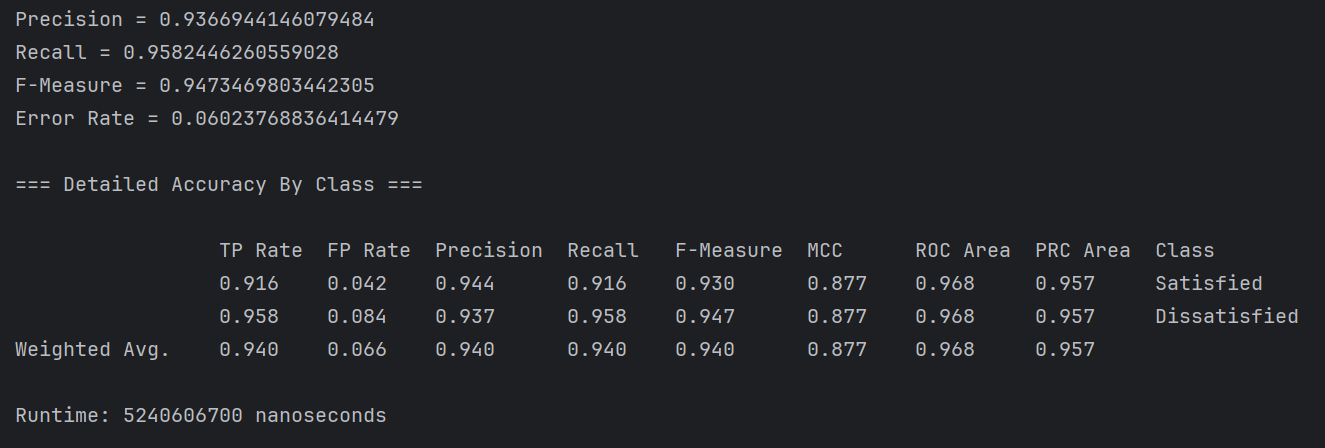 Precision = 0.9366944146079484
Recall = 0.9582446260559028
F-Measure = 0.9473469803442305
Error Rate = 0.06023768836414479
=== Detailed Accuracy By Class ===
TP Rate FP Rate Precision Recall F-Measure MCC ROC Area PRC Area Class
0.916 0.042 0.944 0.916 0.930 0.877 0.968 0.957 Satisfied
0.958 0.084 0.937 0.958 0.947 0.877 0.968 0.957 Dissatisfied
Weighted Avg. 0.940 0.066 0.940 0.940 0.940 0.877 0.968 0.957
Runtime: 5240606700 nanoseconds